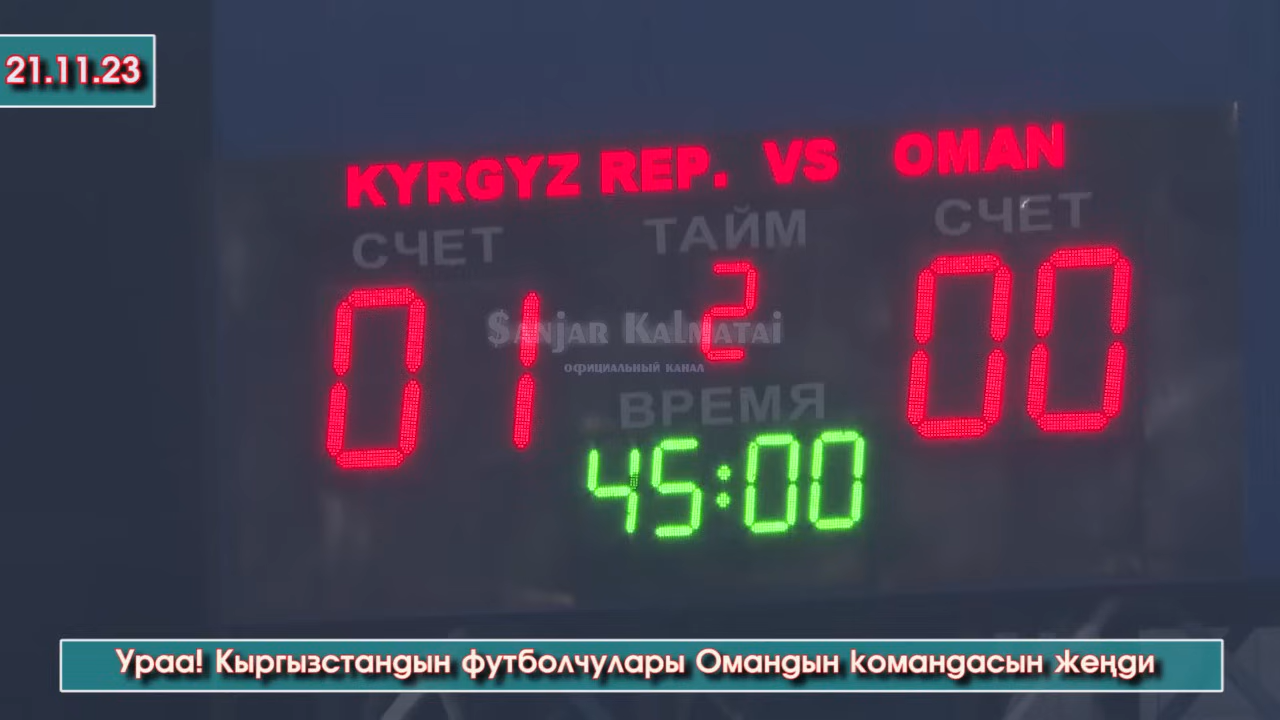 21.11.23
KYRGYZ REP. VS OMAN
СЧЕТ ТАЙМ СЧЕТ
01 2 00
$anjar Kalmatai
официальный канал
ВРЕМЯ
45:00
Ураа! Кыргызстандын футболчулары Омандын командасын жеңди